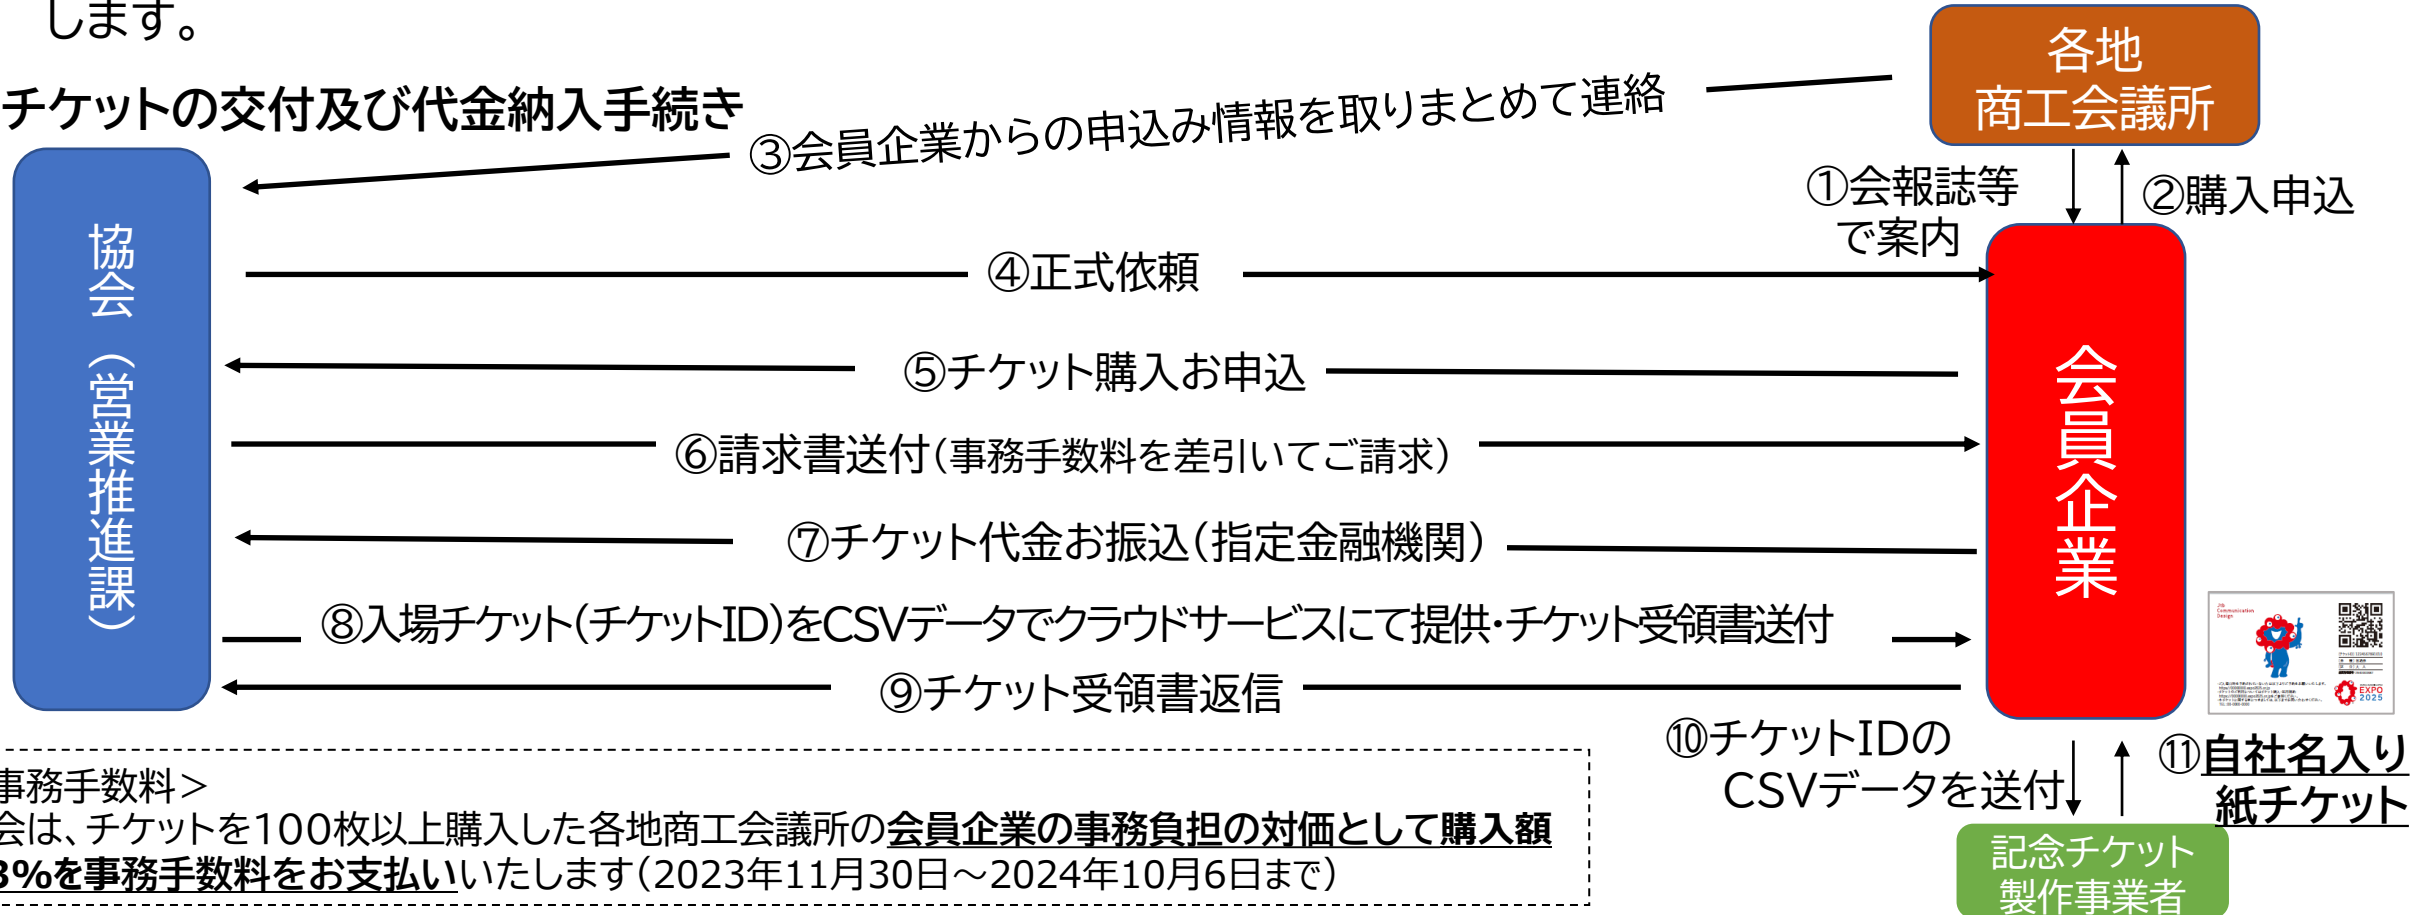 します。
チケットの交付及び代金納入手続き
各地
商工会議所
③会員企業からの申込み情報を取りまとめて連絡
①会報誌等
で案内
②購入申込
協会（営業推進課）
会員企業
④正式依頼
⑤チケット購入お申込
⑥請求書送付（事務手数料を差引いてご請求）
⑦チケット代金お振込（指定金融機関）
⑧入場チケット（チケットID）をCSVデータでクラウドサービスにて提供・チケット受領書送付
⑨チケット受領書返信
⑩チケットIDの
CSVデータを送付
Communication
Design
EXPO
2025
⑪自社名入り
紙チケット
記念チケット
製作事業者
事務手数料＞
会は、チケットを100枚以上購入した各地商工会議所の会員企業の事務負担の対価として購入額
3%を事務手数料をお支払いいたします（2023年11月30日～2024年10月6日まで）